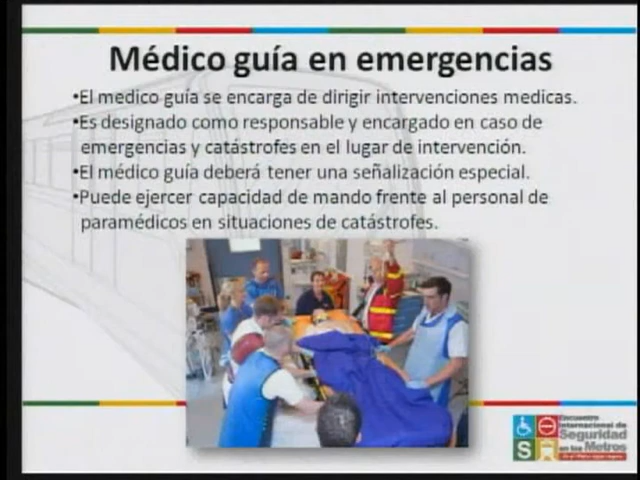 Médico guía en emergencias
•El medico guía se encarga de dirigir intervenciones medicas.
•Es designado como responsable y encargado en caso de
emergencias y catástrofes en el lugar de intervención.
•El médico guía deberá tener una señalización especial.
•Puede ejercer capacidad de mando frente al personal de
paramédicos en situaciones de catástrofes.
Encuentro
Internacional de
Seguridad
en los Metros
S